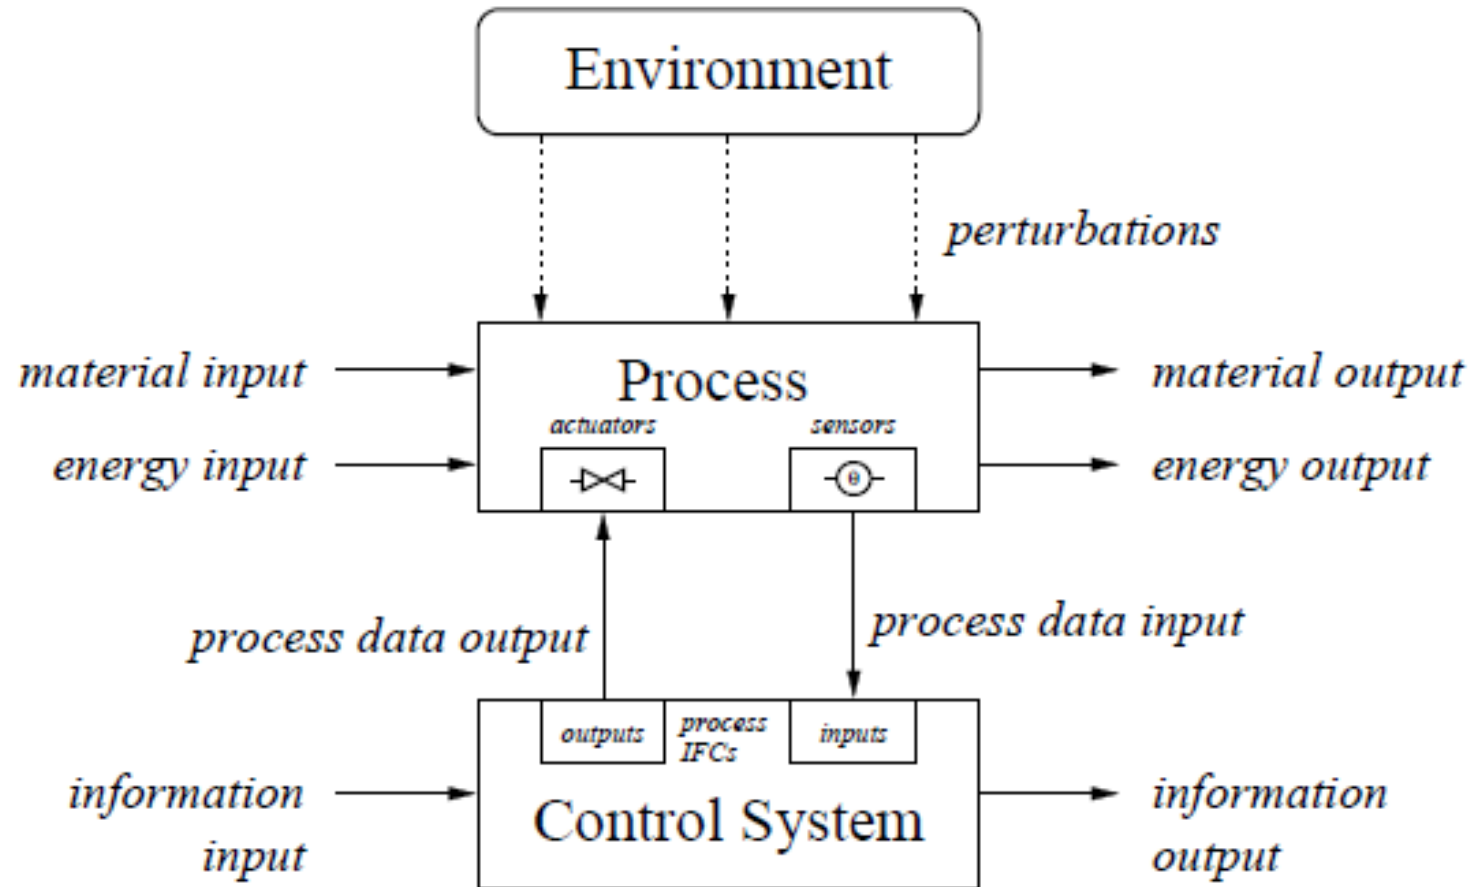 Environment
perturbations
material input
Process
material output
actuators
sensors
energy input
θ
energy output
process data output
process data input
outputs
process
IFCs
inputs
information
input
Control System
information
output